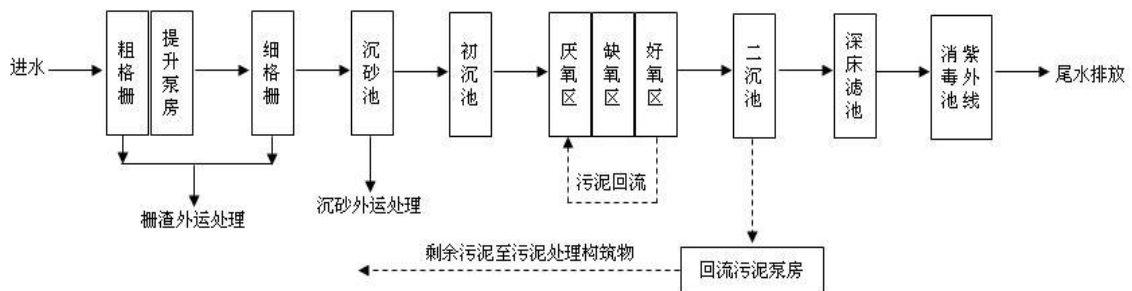 进水
粗格栅
提升泵房
细格栅
沉砂池
初沉池
厌氧区
缺氧区
好氧区
二沉池
深床滤池
紫外线
消毒池
尾水排放
污泥回流
栅渣外运处理
沉砂外运处理
剩余污泥至污泥处理构筑物
回流污泥泵房